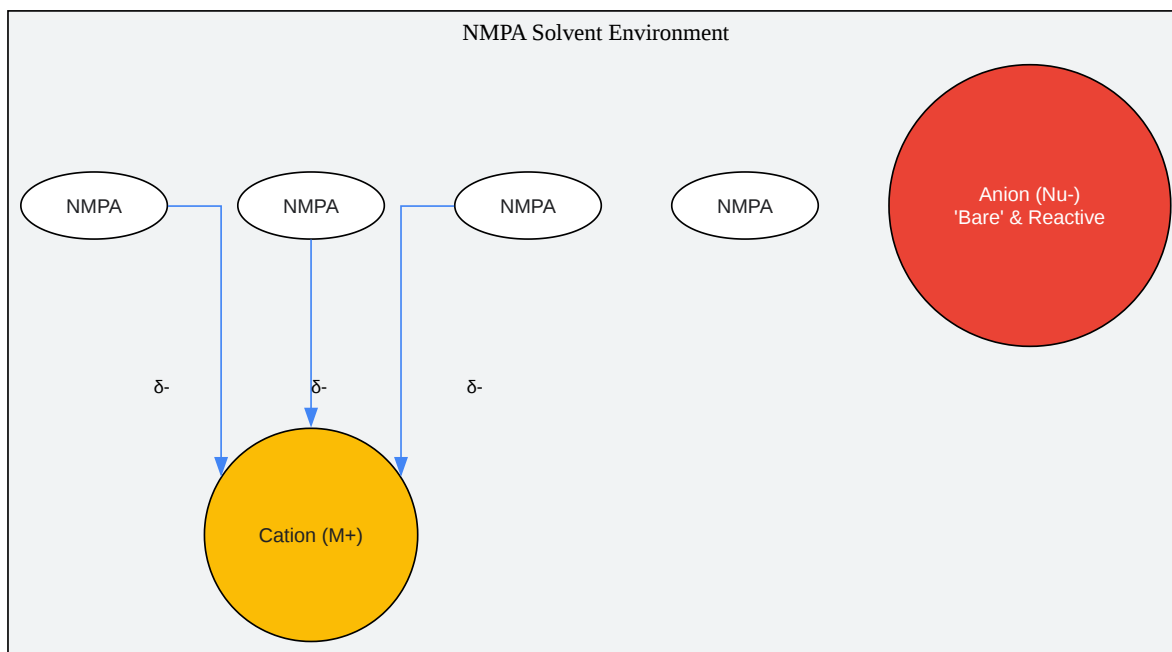 NMPA Solvent Environment
NMPA
NMPA
NMPA
NMPA
Anion (Nu-)
'Bare' & Reactive
δ-
δ-
δ-
Cation (M+)